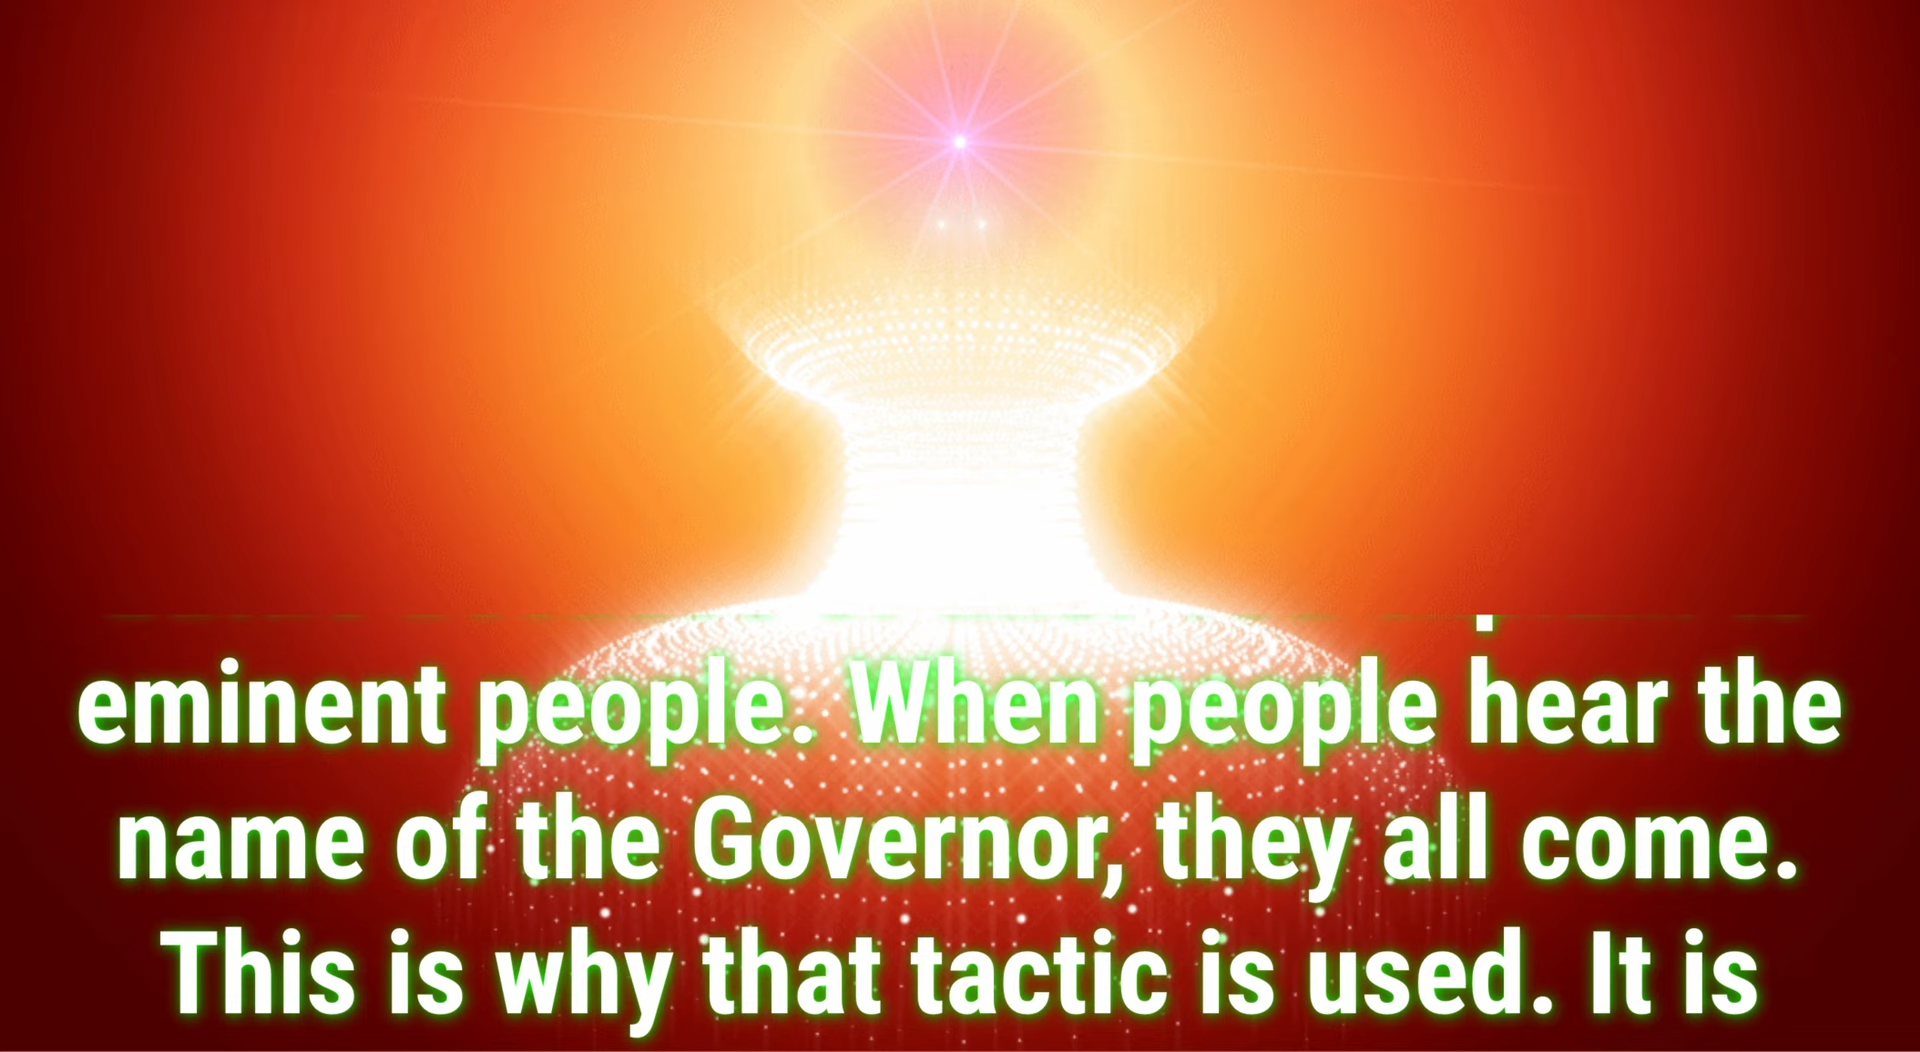 eminent people. When people hear the
name of the Governor, they all come.
This is why that tactic is used. It is